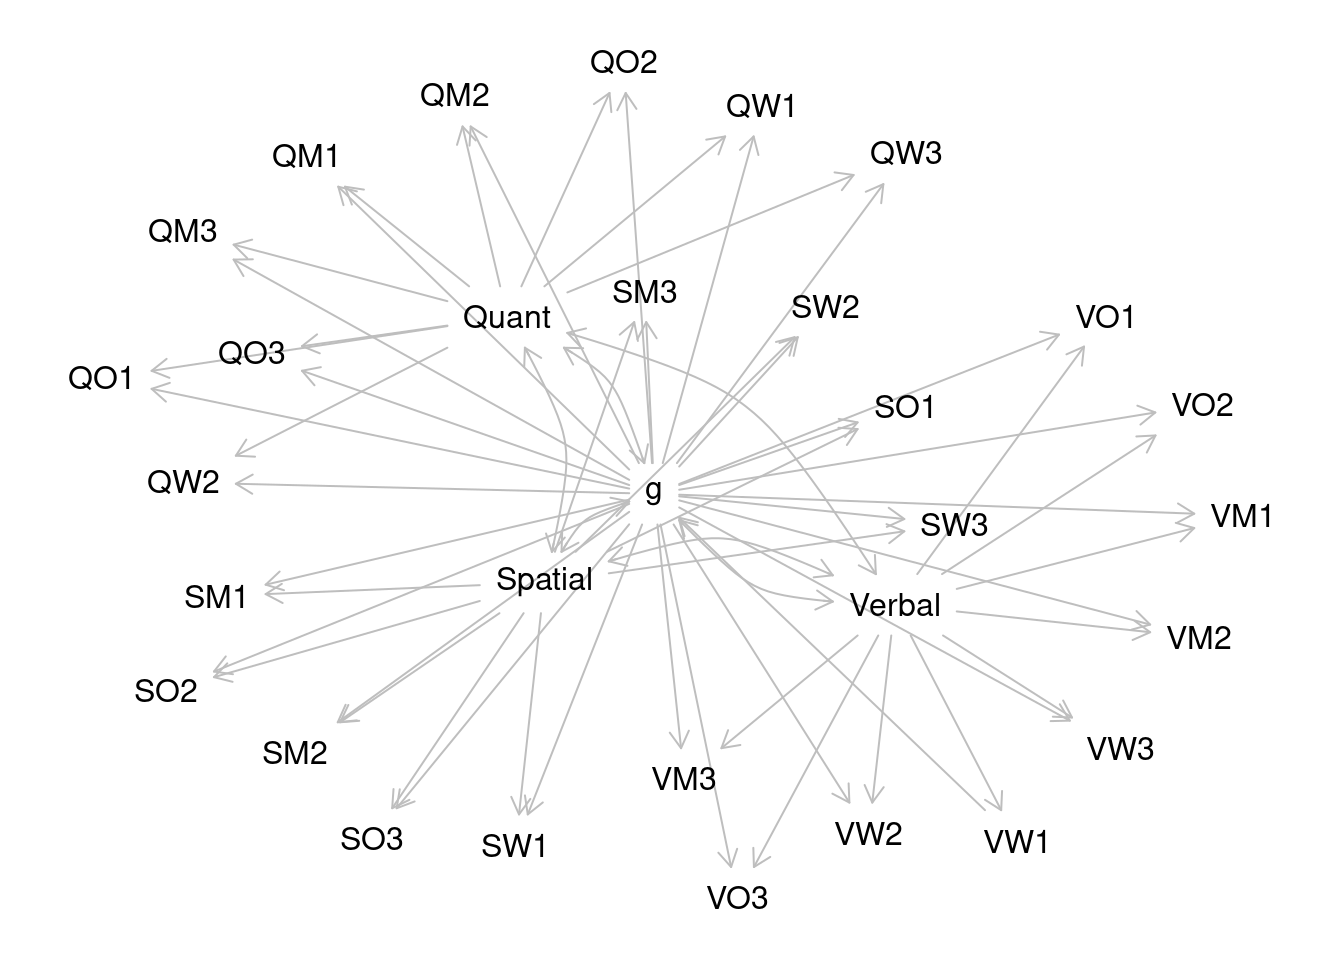 QO2
QM2
QW1
QM1
QW3
QM3
SM3
SW2
Quant
VO1
QO3
QO1
SO1
VO2
QW2
g
VM1
SW3
Spatial
SM1
Verbal
VM2
SO2
SM2
VW3
VM3
SO3
SW1
VW2
VW1
VO3